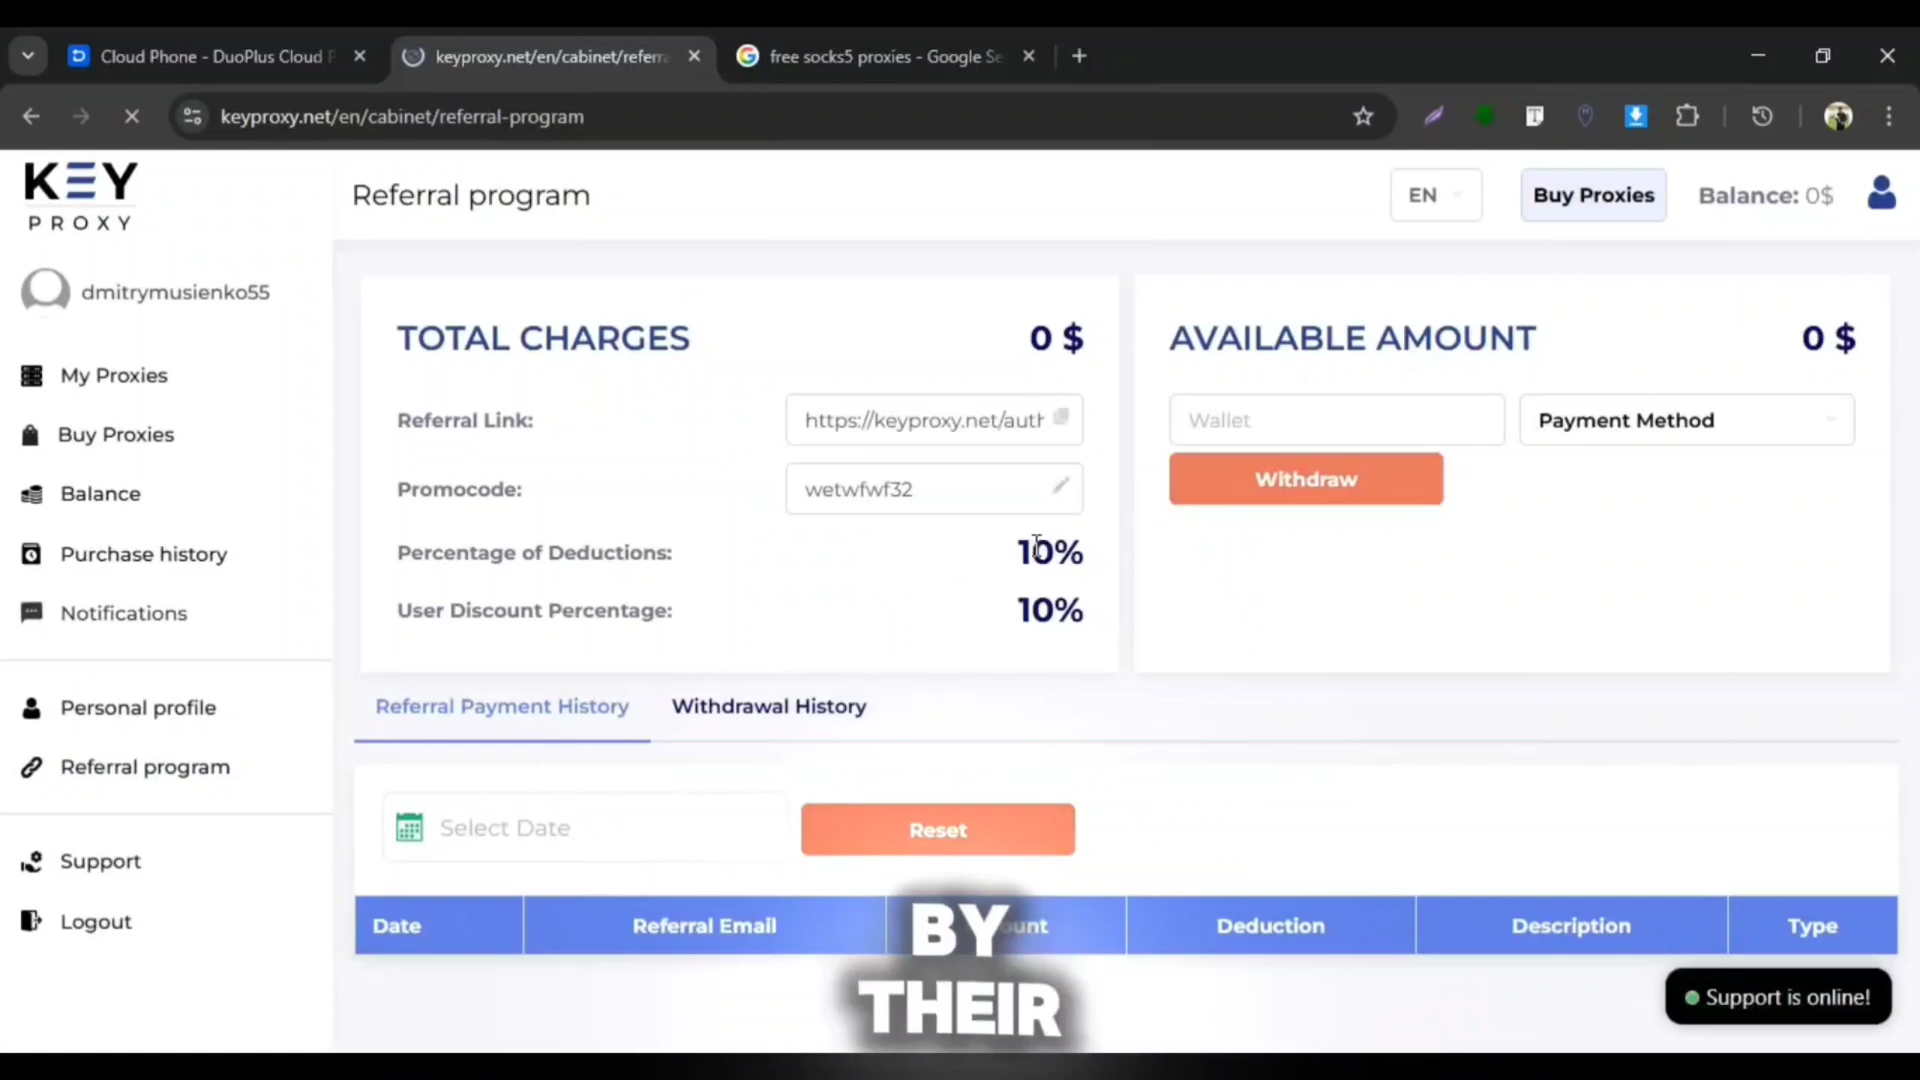 Cloud Phone - DuoPlus Cloud P
keyproxy.net/en/cabinet/referra
free socks5 proxies - Google Se
keyproxy.net/en/cabinet/referral-program
KEY
PROXY
Referral program
EN
Buy Proxies
Balance: 0$
dmitrymusienko55
My Proxies
Buy Proxies
Balance
Purchase history
Notifications
Personal profile
Referral program
Support
Logout
TOTAL CHARGES
0 $
Referral Link:
https://keyproxy.net/auth
Promocode:
wetwfwf32
Percentage of Deductions:
10%
User Discount Percentage:
10%
AVAILABLE AMOUNT
0 $
Wallet
Payment Method
Withdraw
Referral Payment History
Withdrawal History
Select Date
Reset
Date
Referral Email
Deduction
Description
Type
BY
THEIR
Support is online!